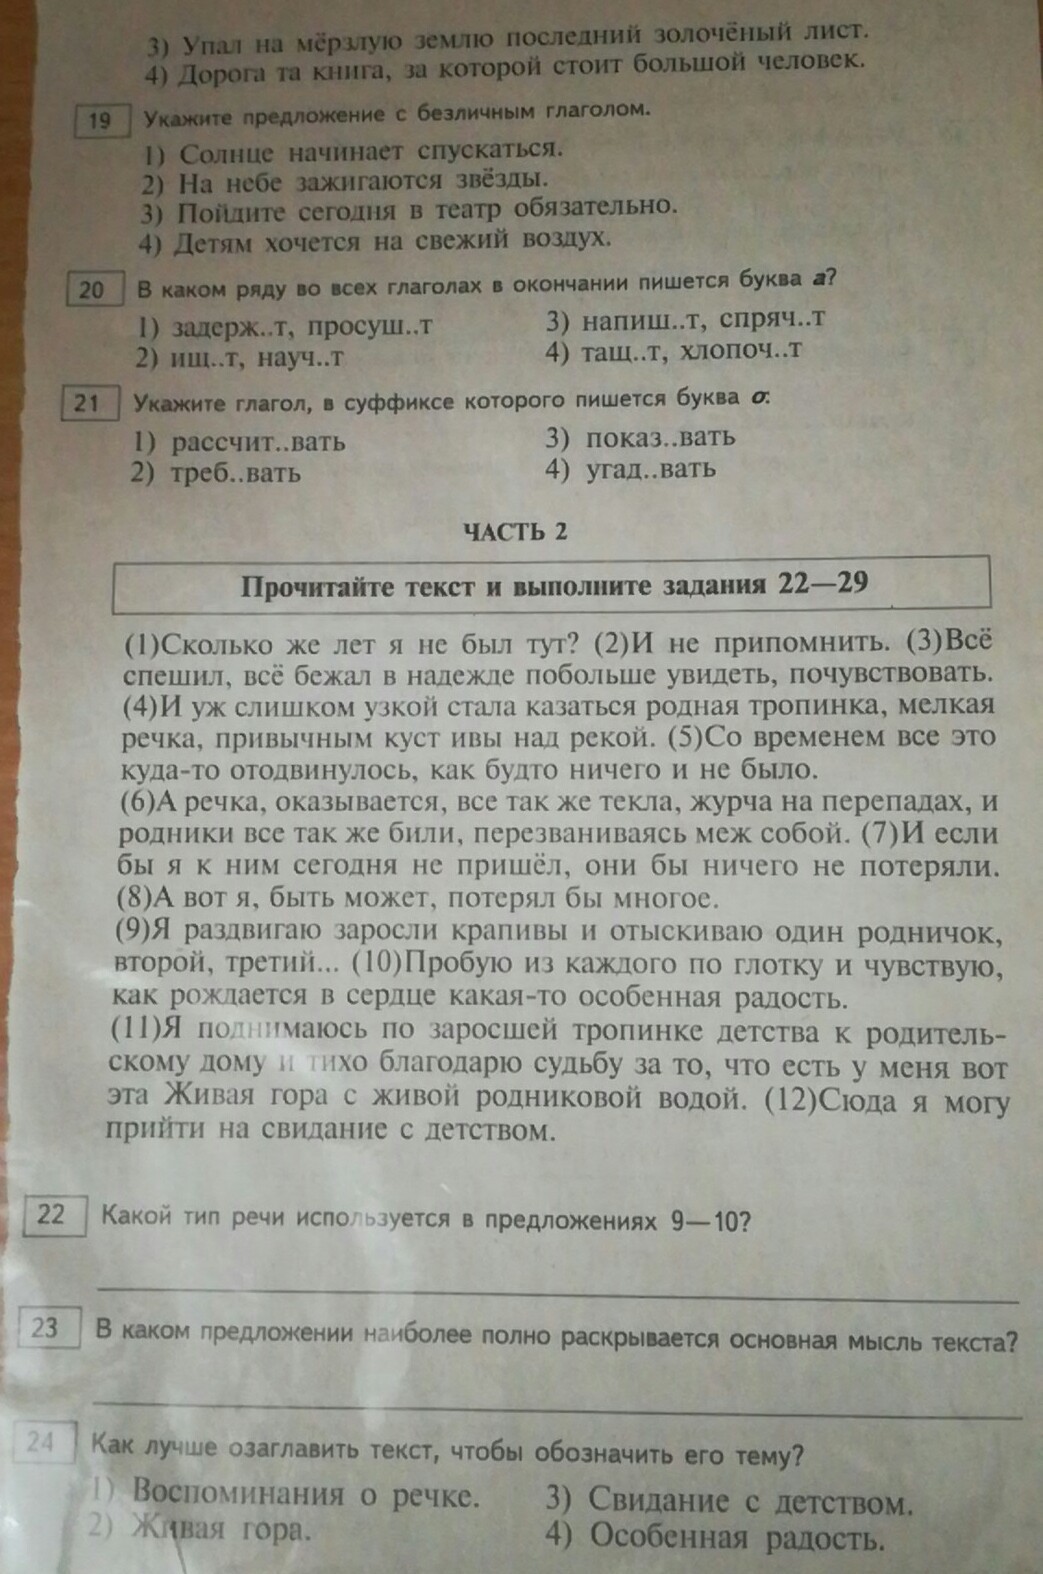 3) Упал на мёрзлую землю последний золочёный лист.
4) Дорога та книга, за которой стоит большой человек.
19 Укажите предложение с безличным глаголом.
1) Солнце начинает спускаться.
2) На небе зажигаются звёзды.
3) Пойдите сегодня в театр обязательно.
4) Детям хочется на свежий воздух.
20 В каком ряду во всех глаголах в окончании пишется буква а?
1) задерж..т, просуш..т 3) напиш..т, спряч..т
2) ищ..т, науч..т 4) тащ..т, хлопоч..т
21 Укажите глагол, в суффиксе которого пишется буква о.
1) рассчит..вать 3) показ..вать
2) треб..вать 4) угад..вать
ЧАСТЬ 2
Прочитайте текст и выполните задания 22—29
(1)Сколько же лет я не был тут? (2)И не припомнить. (3)Всё
спешил, всё бежал в надежде побольше увидеть, почувствовать.
(4)И уж слишком узкой стала казаться родная тропинка, мелкая
речка, привычным куст ивы над рекой. (5)Со временем все это
куда-то отодвинулось, как будто ничего и не было.
(6)А речка, оказывается, все так же текла, журча на перепадах, и
родники все так же били, перезваниваясь меж собой. (7)И если
бы я к ним сегодня не пришёл, они бы ничего не потеряли.
(8)А вот я, быть может, потерял бы многое.
(9)Я раздвигаю заросли крапивы и отыскиваю один родничок,
второй, третий... (10)Пробую из каждого по глотку и чувствую,
как рождается в сердце какая-то особенная радость.
(11)Я поднимаюсь по заросшей тропинке детства к родитель-
скому дому и тихо благодарю судьбу за то, что есть у меня вот
эта Живая гора с живой родниковой водой. (12)Сюда я могу
прийти на свидание с детством.
22 Какой тип речи используется в предложениях 9—10?
23 В каком предложении наиболее полно раскрывается основная мысль текста?
24 Как лучше озаглавить текст, чтобы обозначить его тему?
1) Воспоминания о речке. 3) Свидание с детством.
2) Живая гора. 4) Особенная радость.